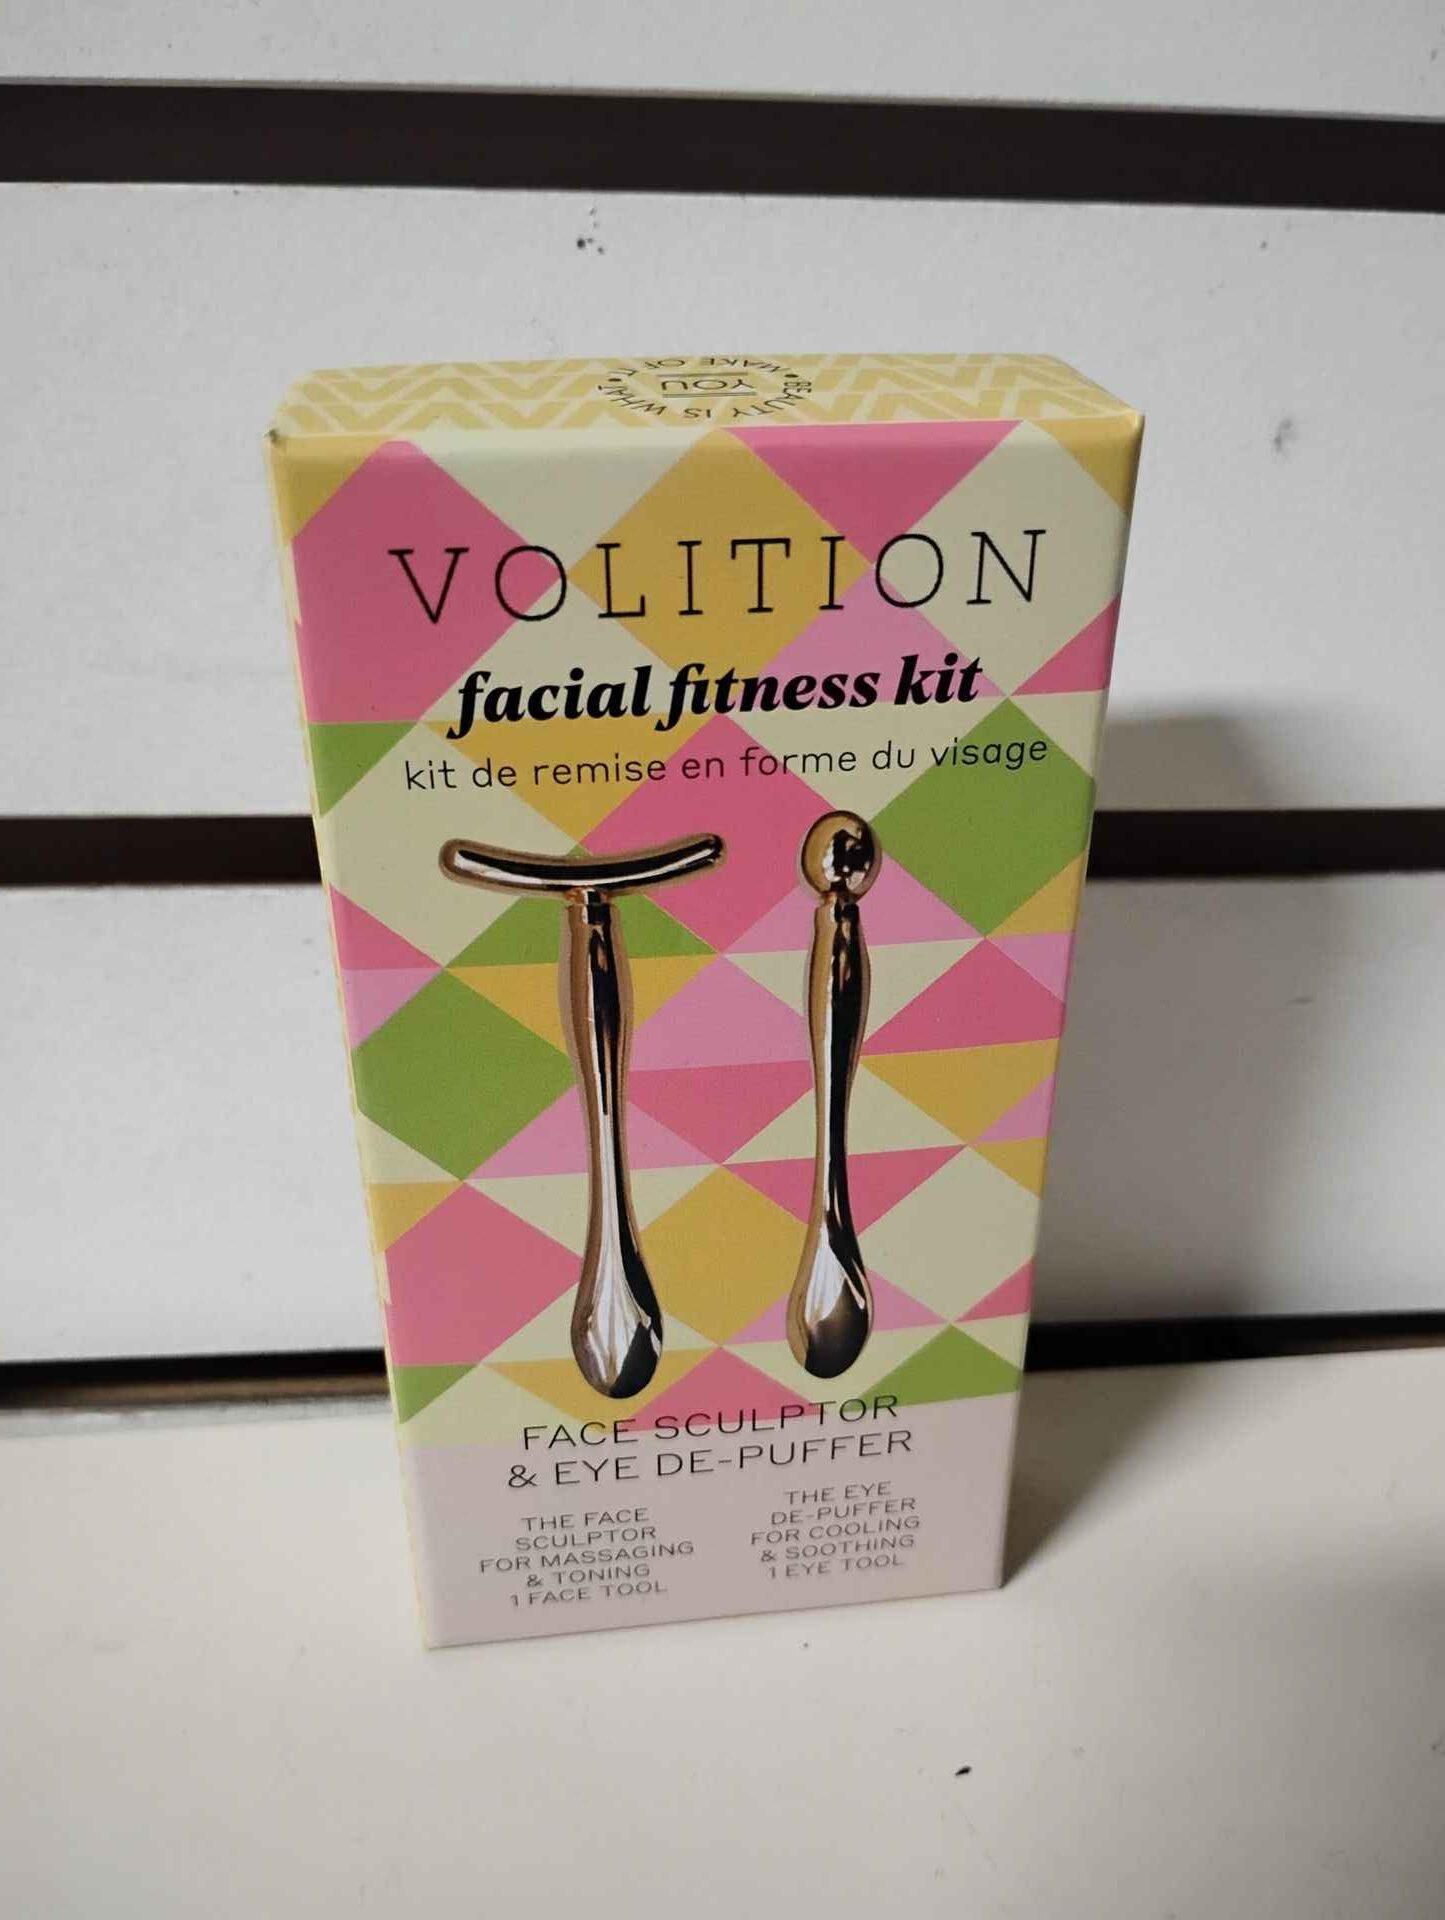 BEAUTY IS WHAT
YOU
MAKE OF IT
VOLITION
facial fitness kit
kit de remise en forme du visage
FACE SCULPTOR
& EYE DE-PUFFER
THE FACE
SCULPTOR
FOR MASSAGING
& TONING
1 FACE TOOL
THE EYE
DE-PUFFER
FOR COOLING
& SOOTHING
1 EYE TOOL